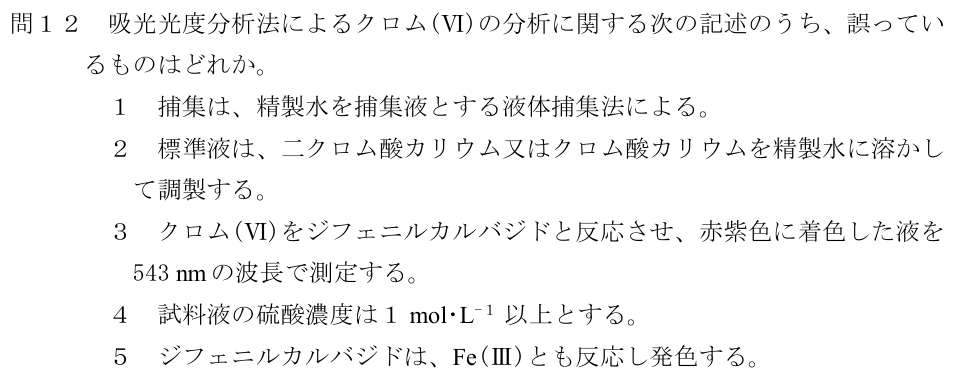 問１２　吸光光度分析法によるクロム(Ⅵ)の分析に関する次の記述のうち、誤ってい
るものはどれか。
１　捕集は、精製水を捕集液とする液体捕集法による。
２　標準液は、二クロム酸カリウム又はクロム酸カリウムを精製水に溶かし
て調製する。
３　クロム(Ⅵ)をジフェニルカルバジドと反応させ、赤紫色に着色した液を
543 nmの波長で測定する。
４　試料液の硫酸濃度は１ mol･L⁻¹ 以上とする。
５　ジフェニルカルバジドは、Fe(Ⅲ)とも反応し発色する。